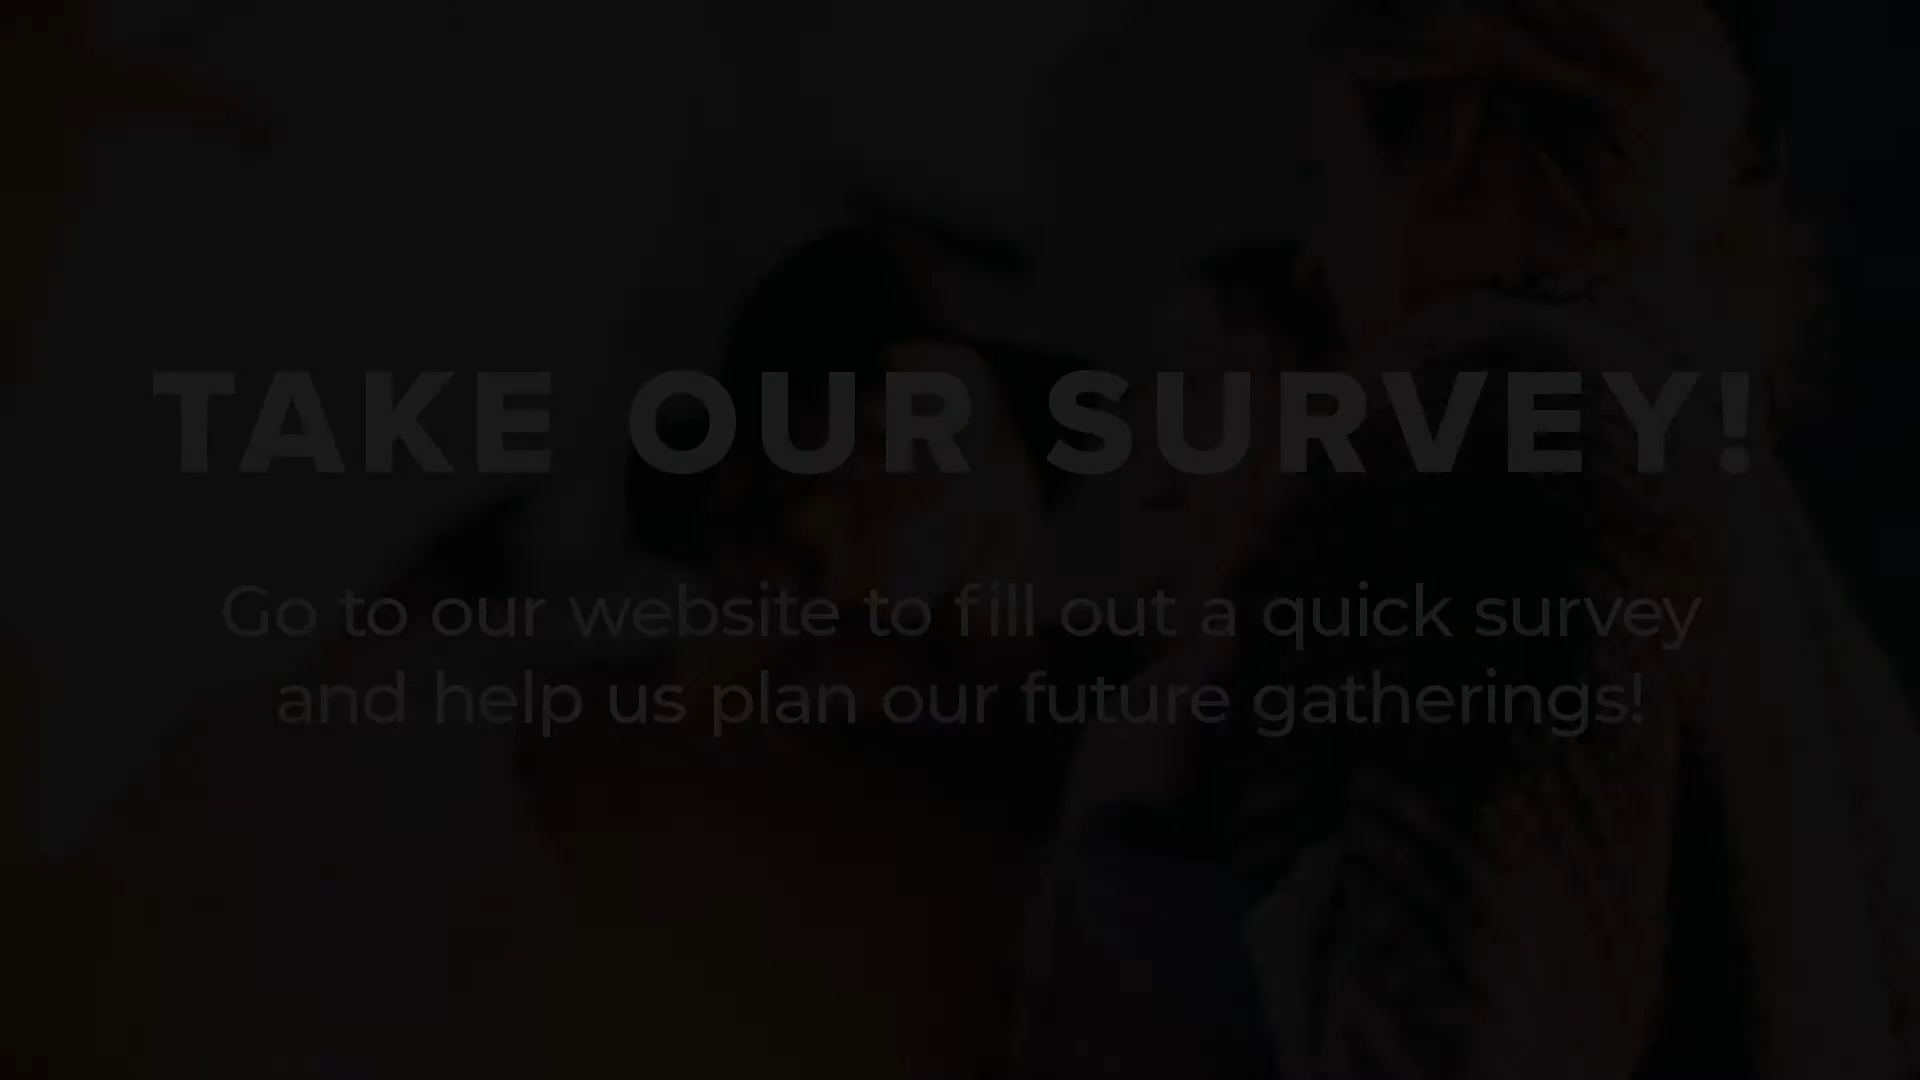 TAKE OUR SURVEY!
Go to our website to fill out a quick survey
and help us plan our future gatherings!